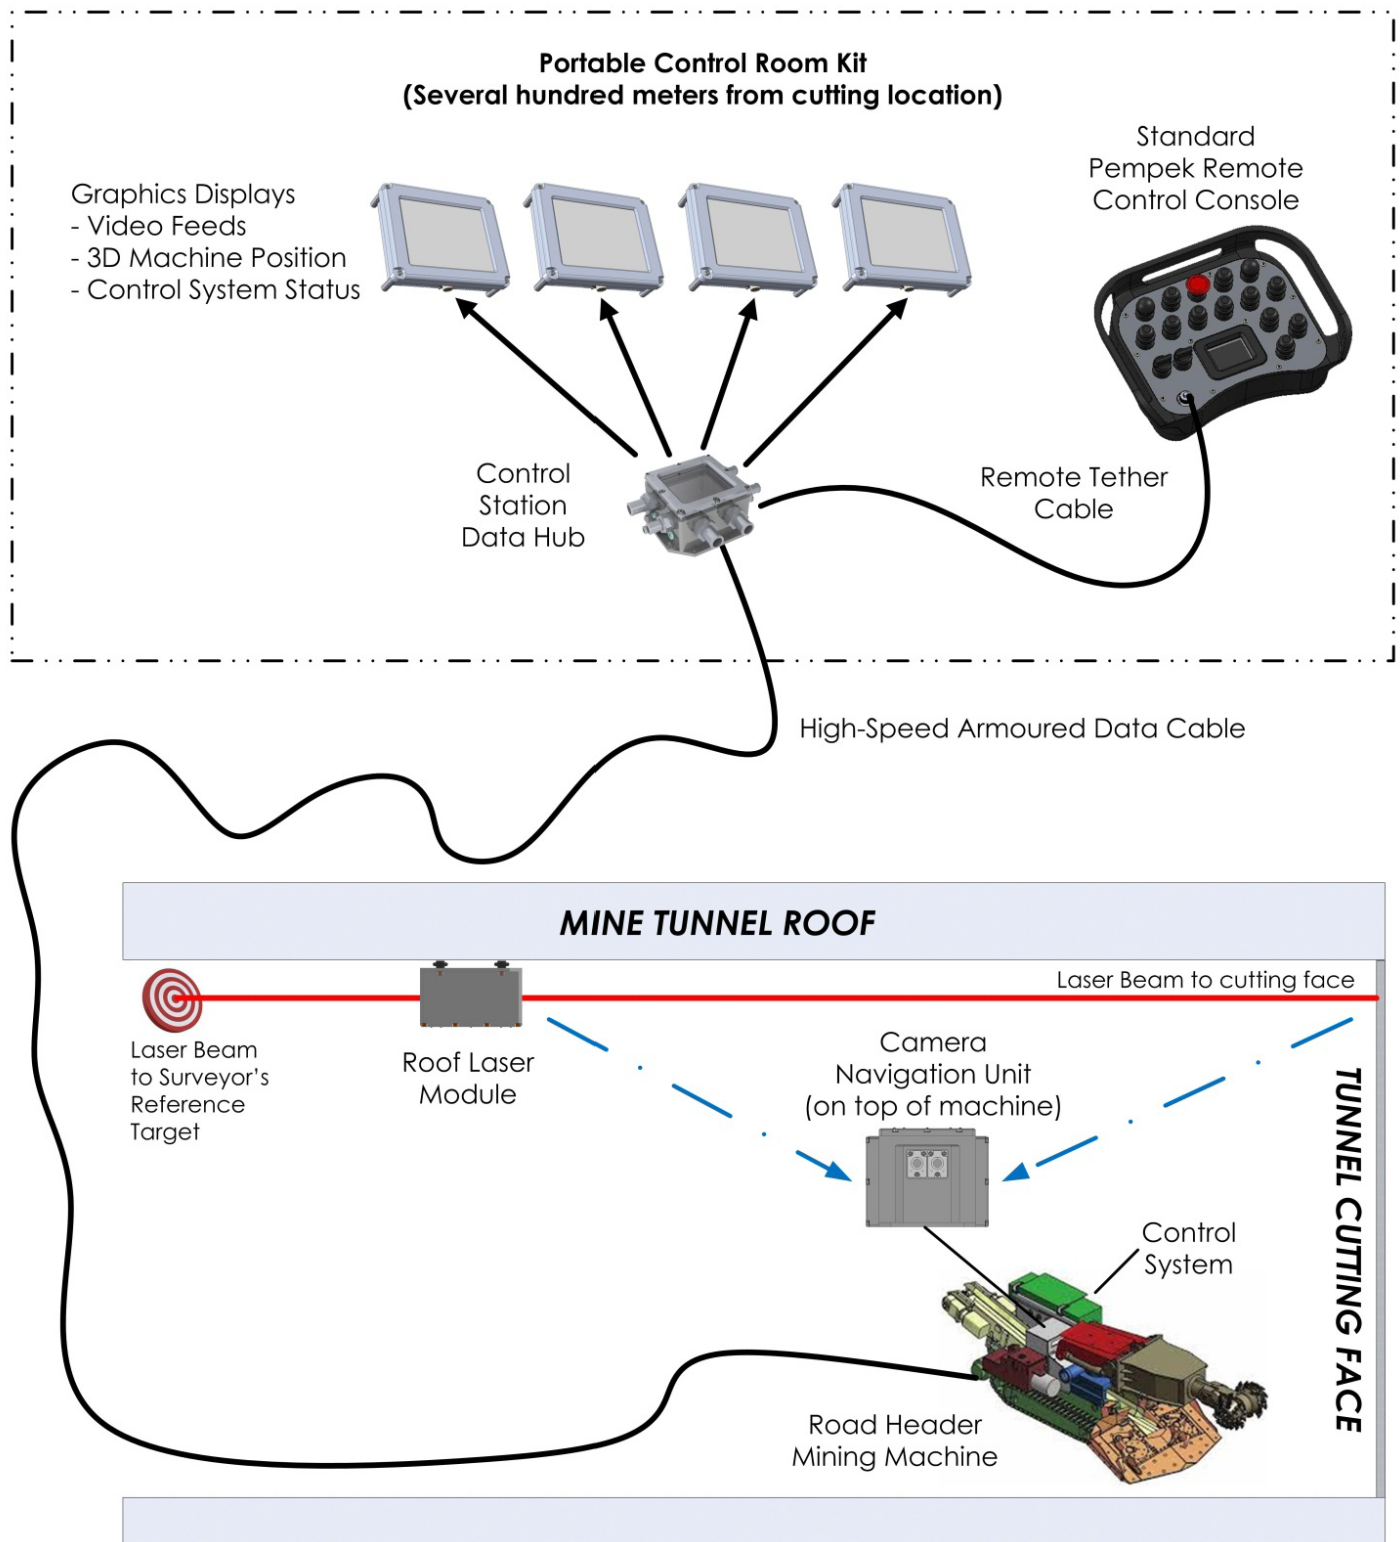 Portable Control Room Kit
(Several hundred meters from cutting location)
Standard
Pempek Remote
Control Console
Graphics Displays
- Video Feeds
- 3D Machine Position
- Control System Status
Control
Station
Data Hub
Remote Tether
Cable
High-Speed Armoured Data Cable
MINE TUNNEL ROOF
Laser Beam to cutting face
Laser Beam
to Surveyor's
Reference
Target
Roof Laser
Module
Camera
Navigation Unit
(on top of machine)
TUNNEL CUTTING FACE
Control
System
Road Header
Mining Machine